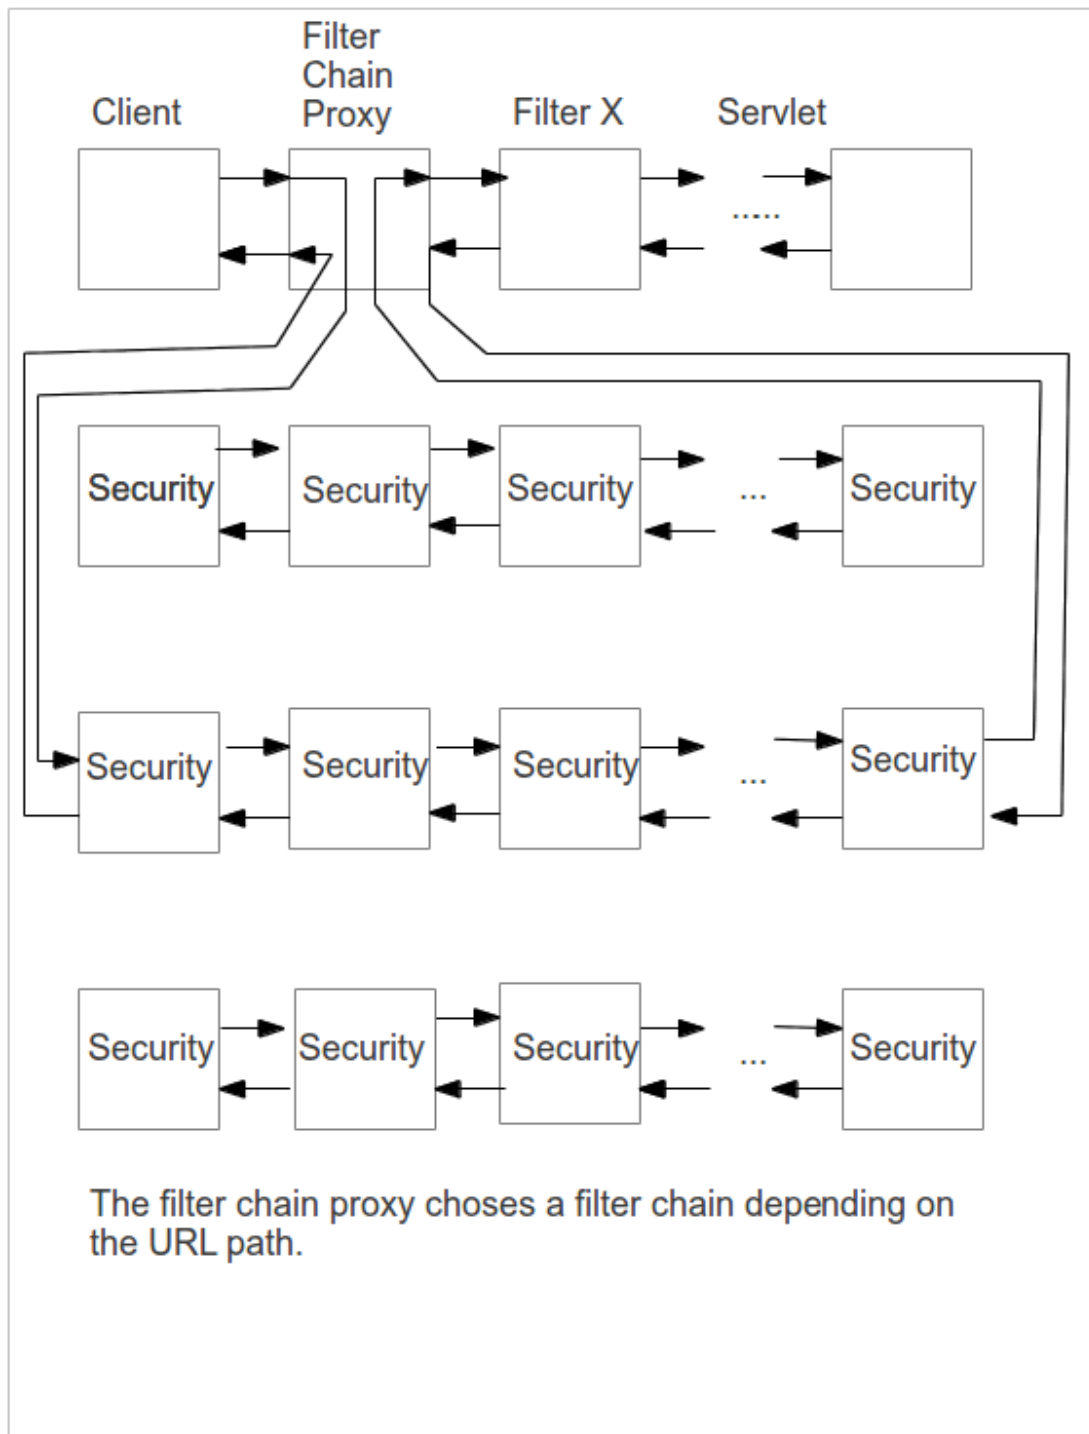 Filter
Chain
Client Proxy Filter X Servlet
......
Security Security Security ... Security
Security Security Security ... Security
Security Security Security ... Security
The filter chain proxy choses a filter chain depending on
the URL path.